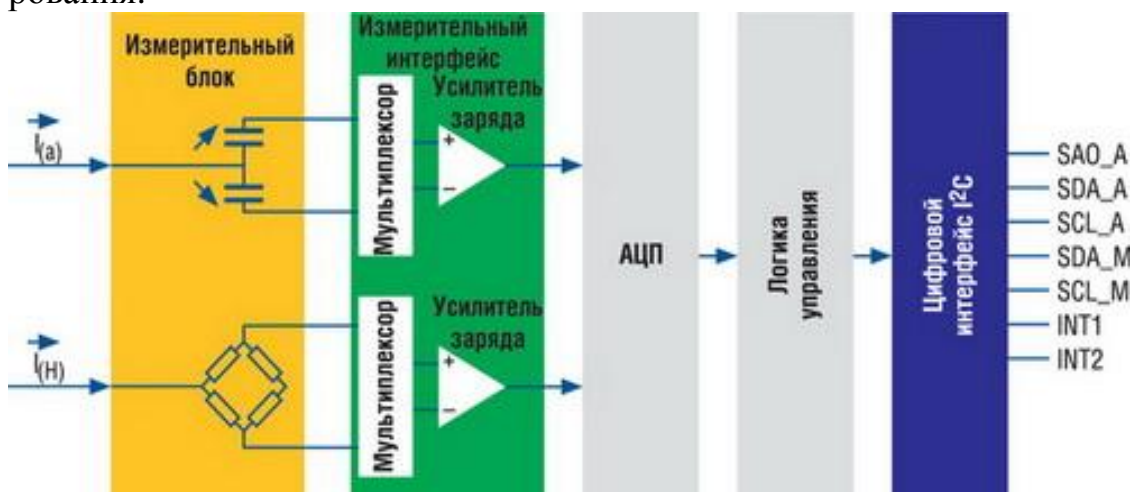 рования.
Измерительный
блок
Измерительный
интерфейс
Усилитель
заряда
Мультиплексор
I(a)
+
−
АЦП
Логика
управления
Цифровой
интерфейс I²C
SAO_A
SDA_A
SCL_A
SDA_M
SCL_M
INT1
INT2
Усилитель
заряда
Мультиплексор
I(H)
+
−